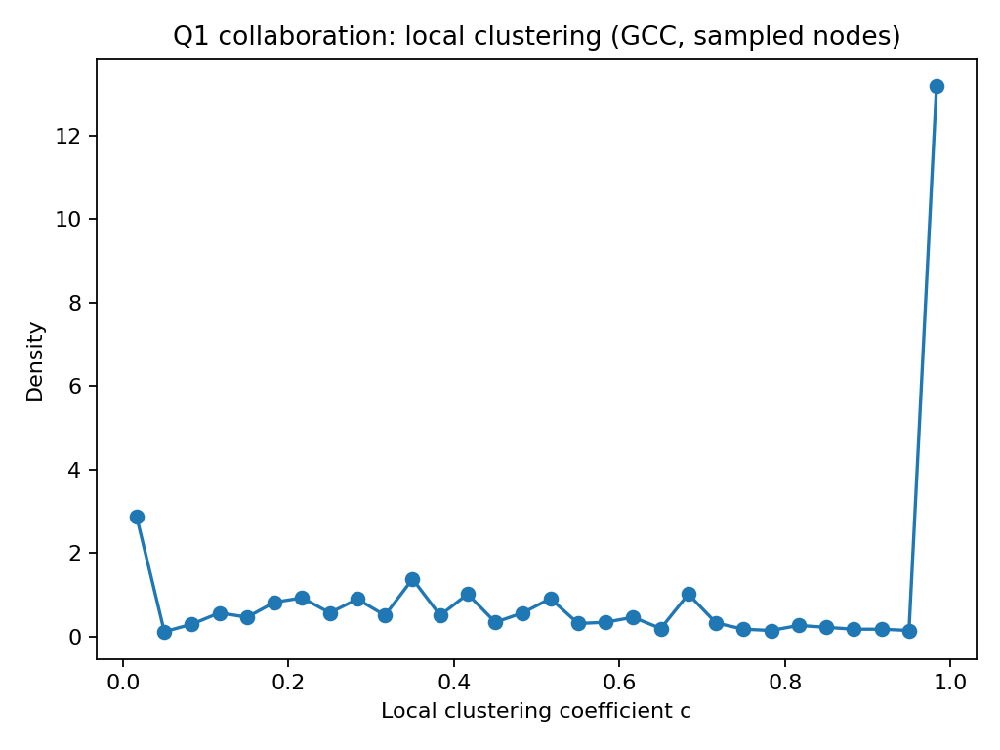 Q1 collaboration: local clustering (GCC, sampled nodes)
Density
12
10
8
6
4
2
0
0.0 0.2 0.4 0.6 0.8 1.0
Local clustering coefficient c